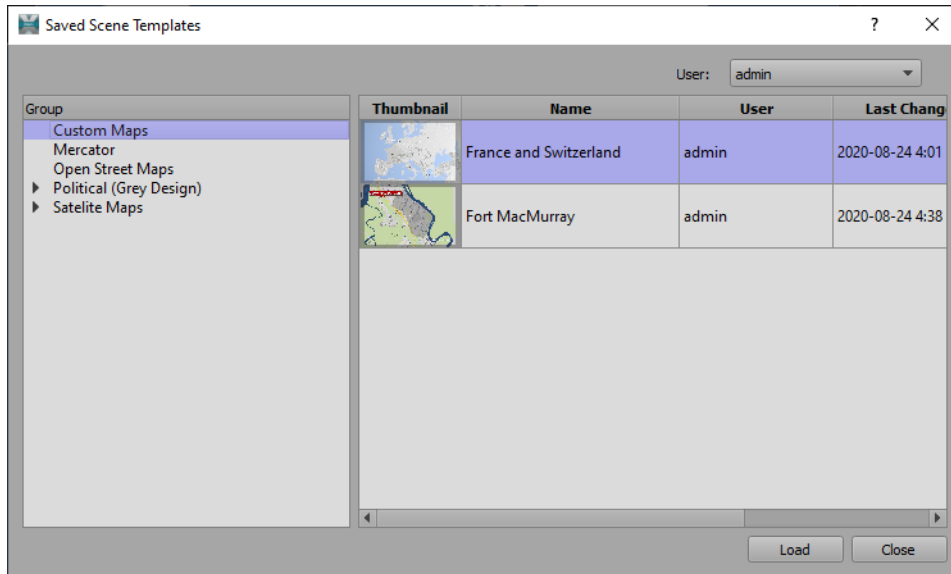 Saved Scene Templates
?
User: admin
Group
Custom Maps
Mercator
Open Street Maps
Political (Grey Design)
Satelite Maps
Thumbnail Name User Last Chang
France and Switzerland admin 2020-08-24 4:01
Fort MacMurray admin 2020-08-24 4:38
Load Close